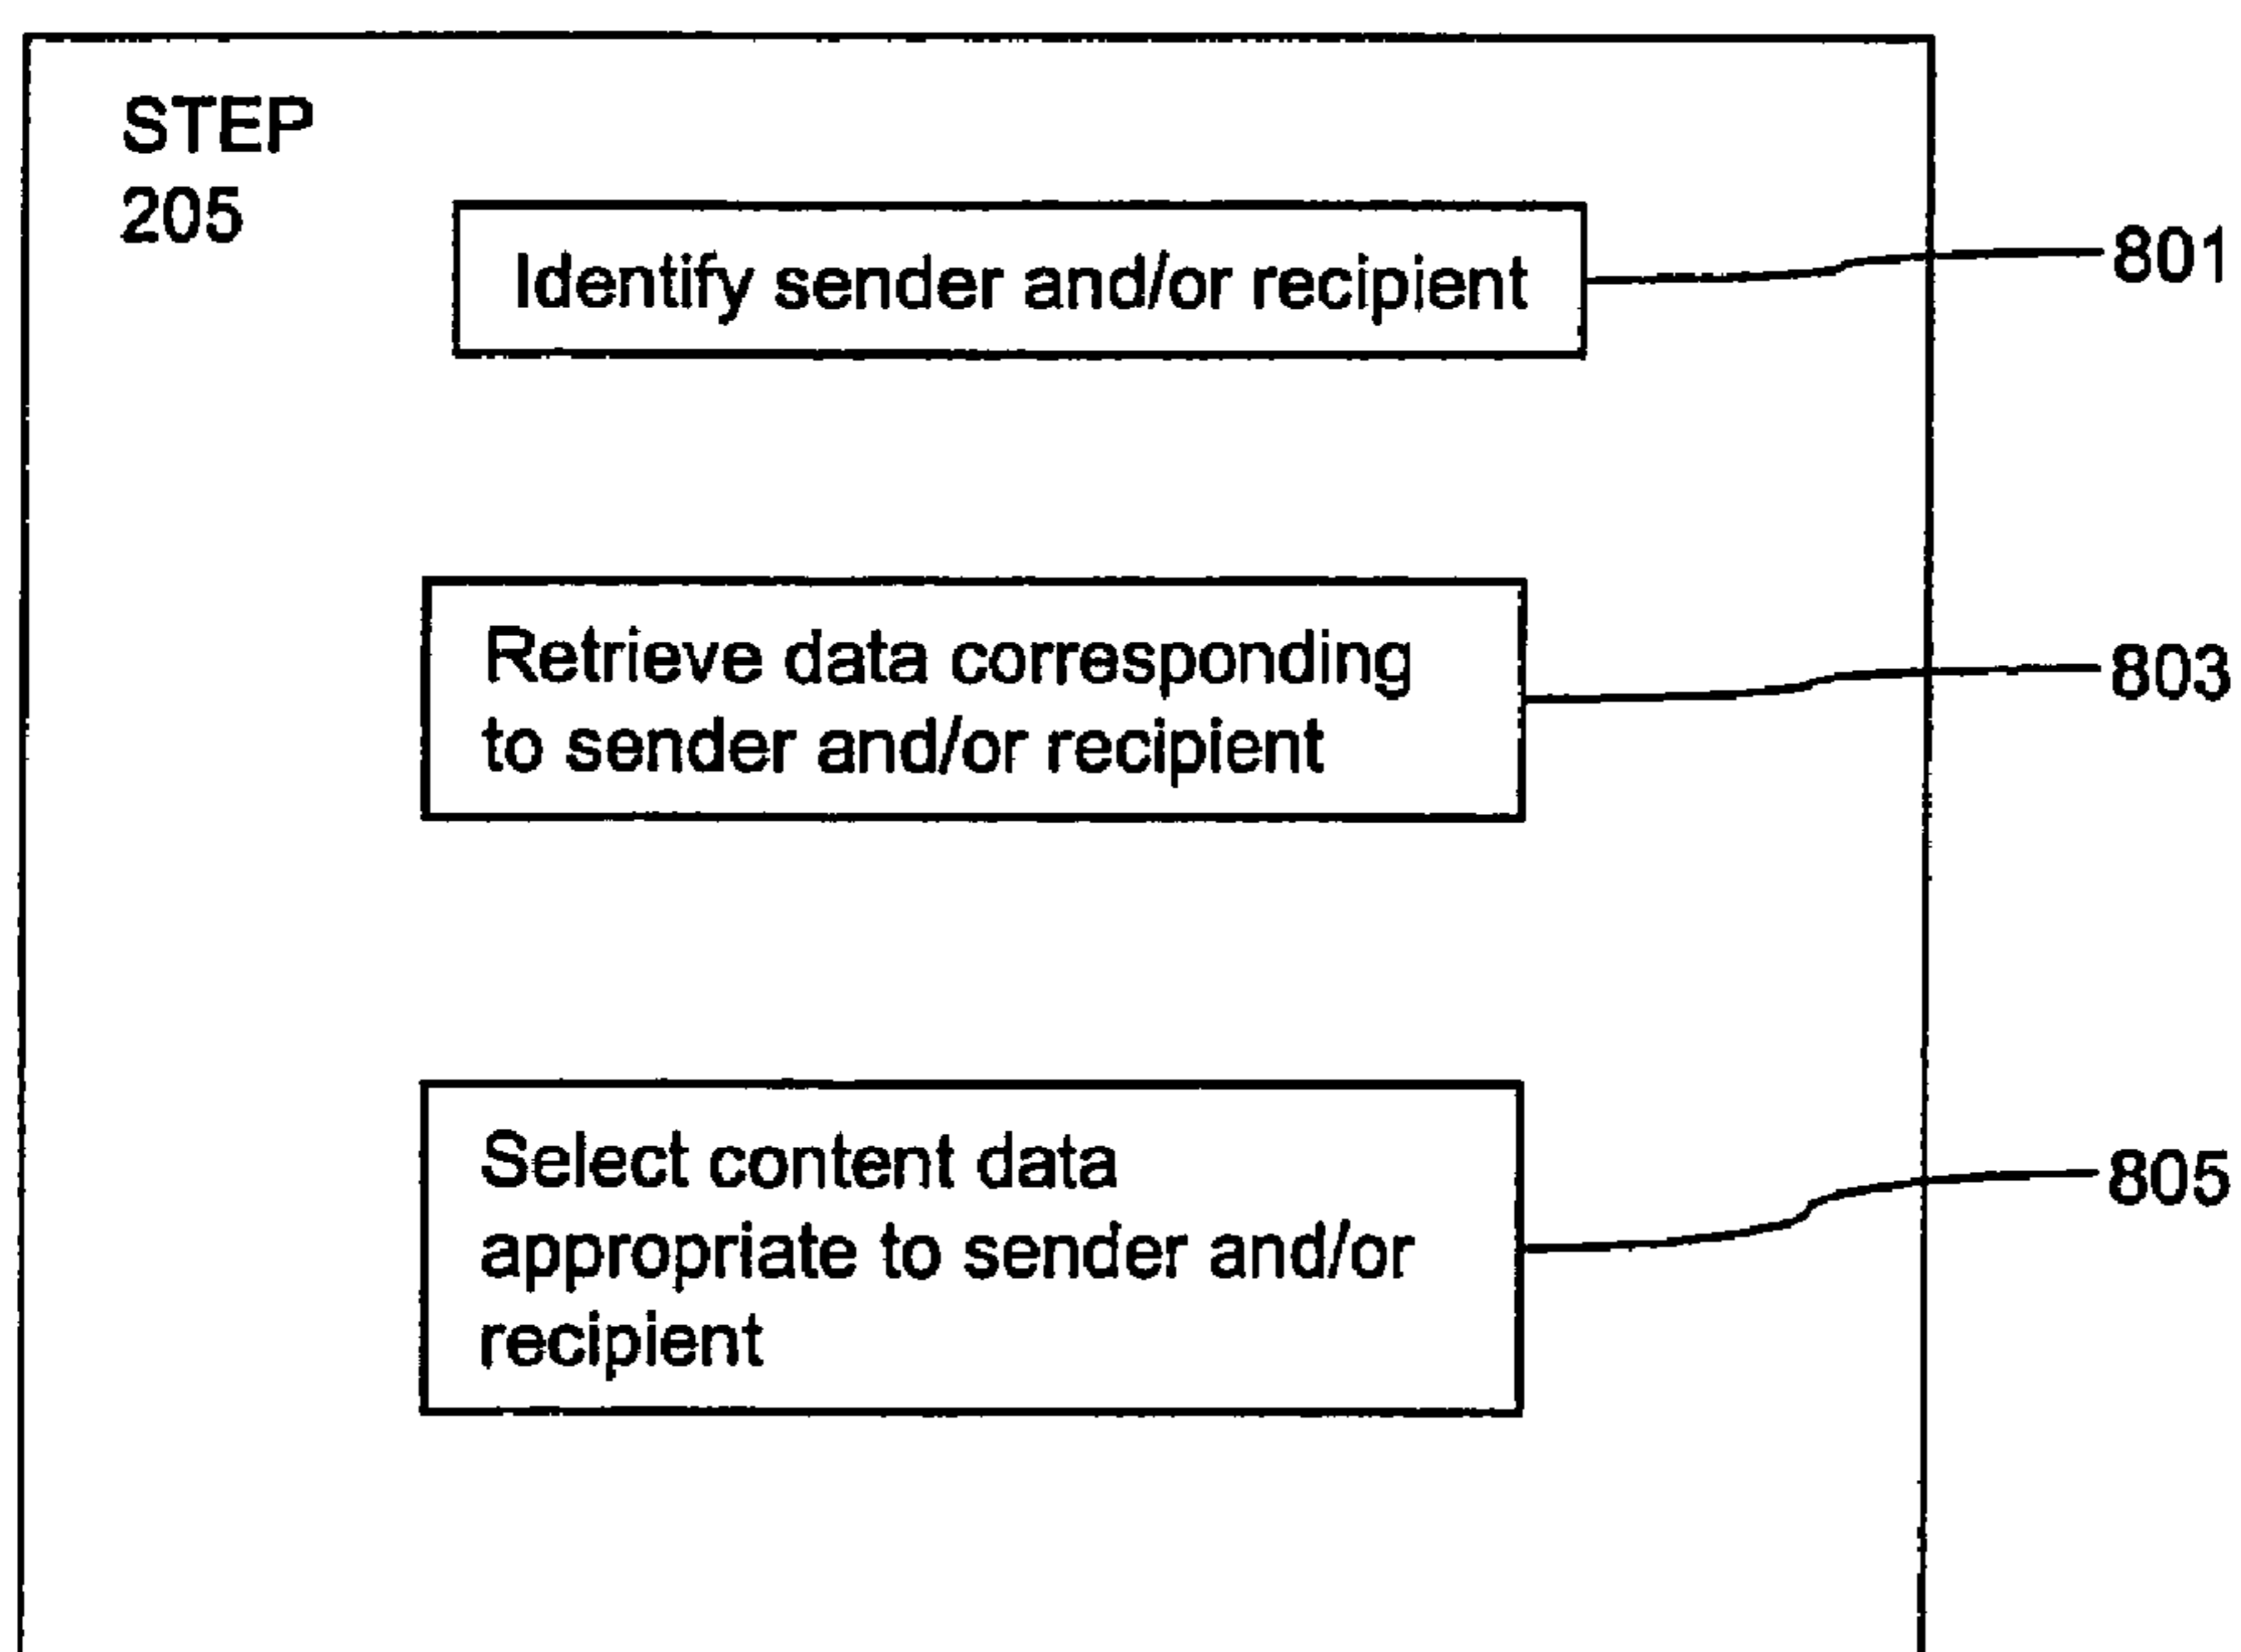 STEP
205
Identify sender and/or recipient
801
Retrieve data corresponding
to sender and/or recipient
803
Select content data
appropriate to sender and/or
recipient
805